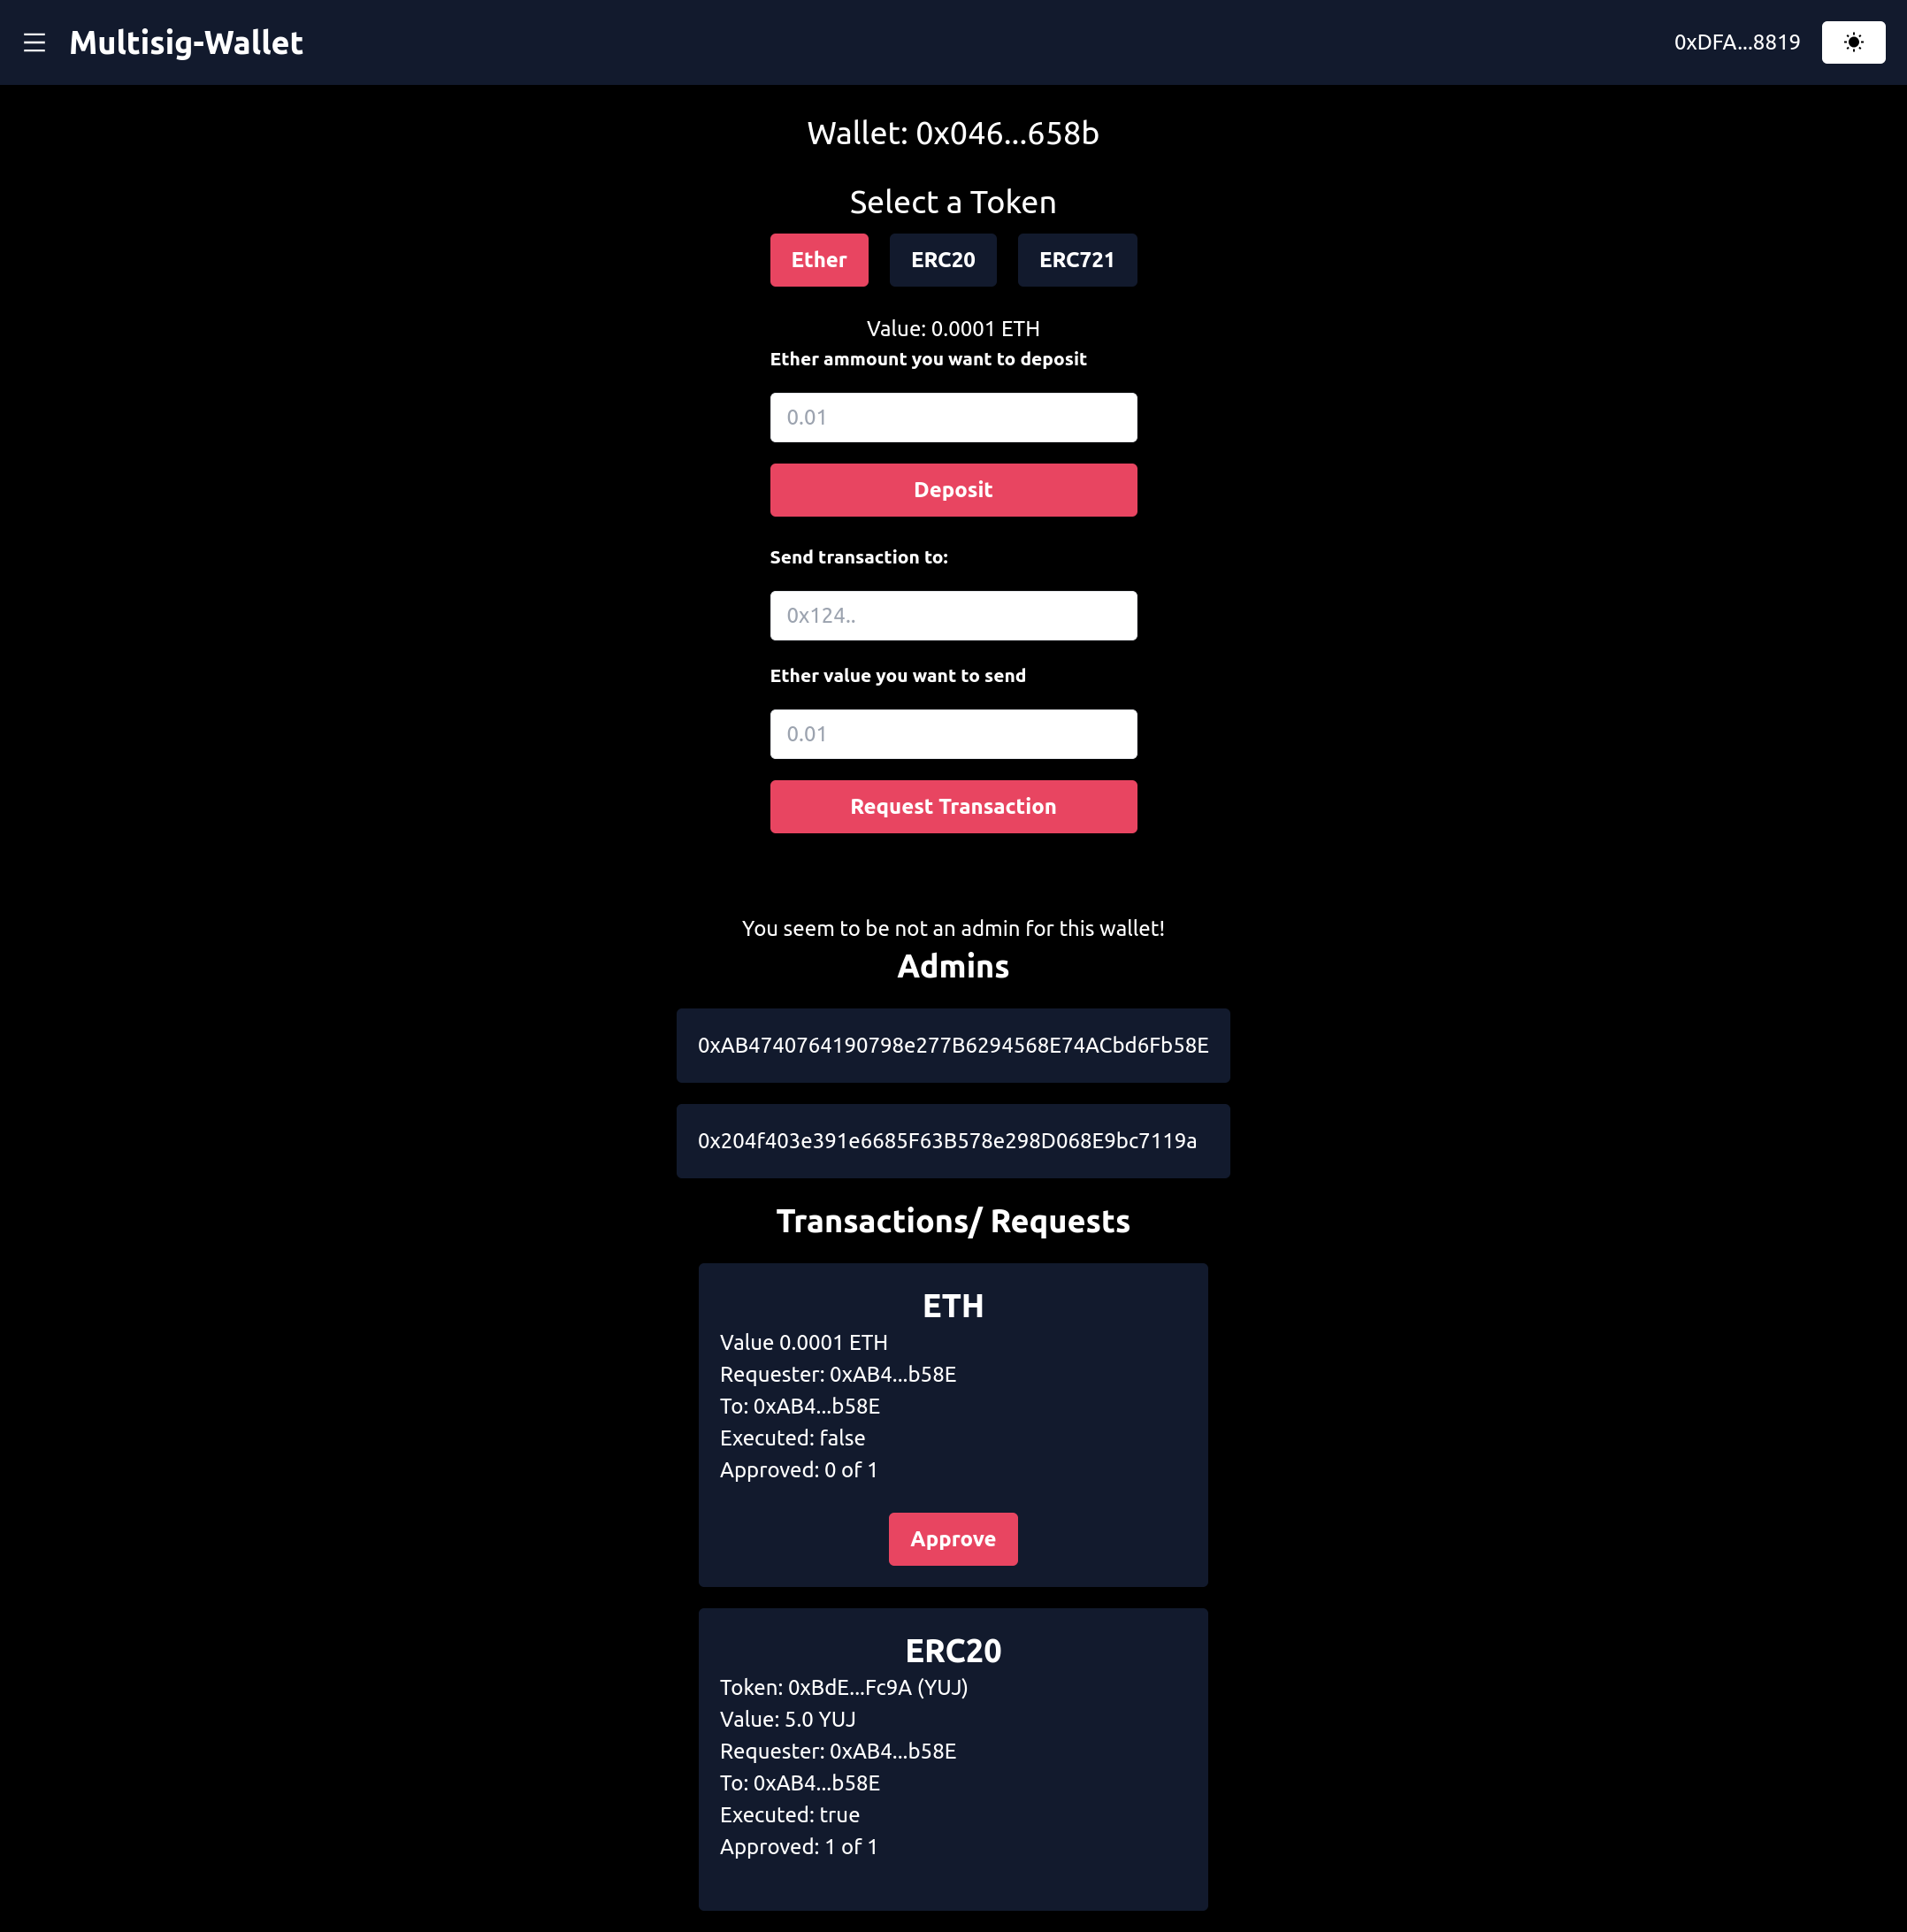 Multisig-Wallet
0xDFA...8819
Wallet: 0x046...658b
Select a Token
Ether ERC20 ERC721
Value: 0.0001 ETH
Ether ammount you want to deposit
0.01
Deposit
Send transaction to:
0x124..
Ether value you want to send
0.01
Request Transaction
You seem to be not an admin for this wallet!
Admins
0xAB4740764190798e277B6294568E74ACbd6Fb58E
0x204f403e391e6685F63B578e298D068E9bc7119a
Transactions/ Requests
ETH
Value 0.0001 ETH
Requester: 0xAB4...b58E
To: 0xAB4...b58E
Executed: false
Approved: 0 of 1
Approve
ERC20
Token: 0xBdE...Fc9A (YUJ)
Value: 5.0 YUJ
Requester: 0xAB4...b58E
To: 0xAB4...b58E
Executed: true
Approved: 1 of 1